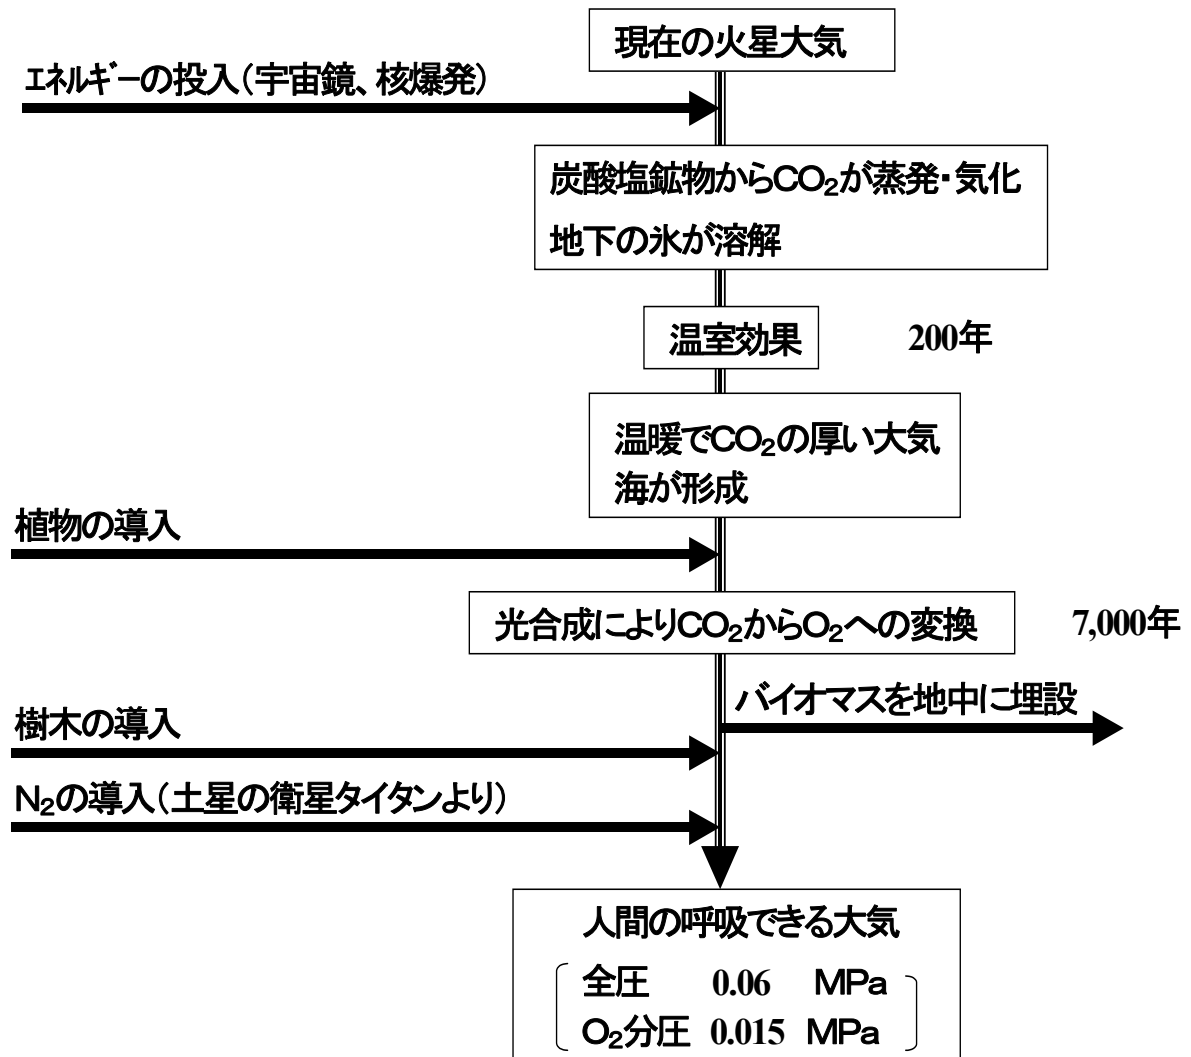 現在の火星大気
エネルギーの投入(宇宙鏡、核爆発)
炭酸塩鉱物からCO₂が蒸発・気化
地下の氷が溶解
温室効果
200年
温暖でCO₂の厚い大気
海が形成
植物の導入
光合成によりCO₂からO₂への変換
7,000年
バイオマスを地中に埋設
樹木の導入
N₂の導入(土星の衛星タイタンより)
人間の呼吸できる大気
全圧 0.06 MPa
O₂分圧 0.015 MPa